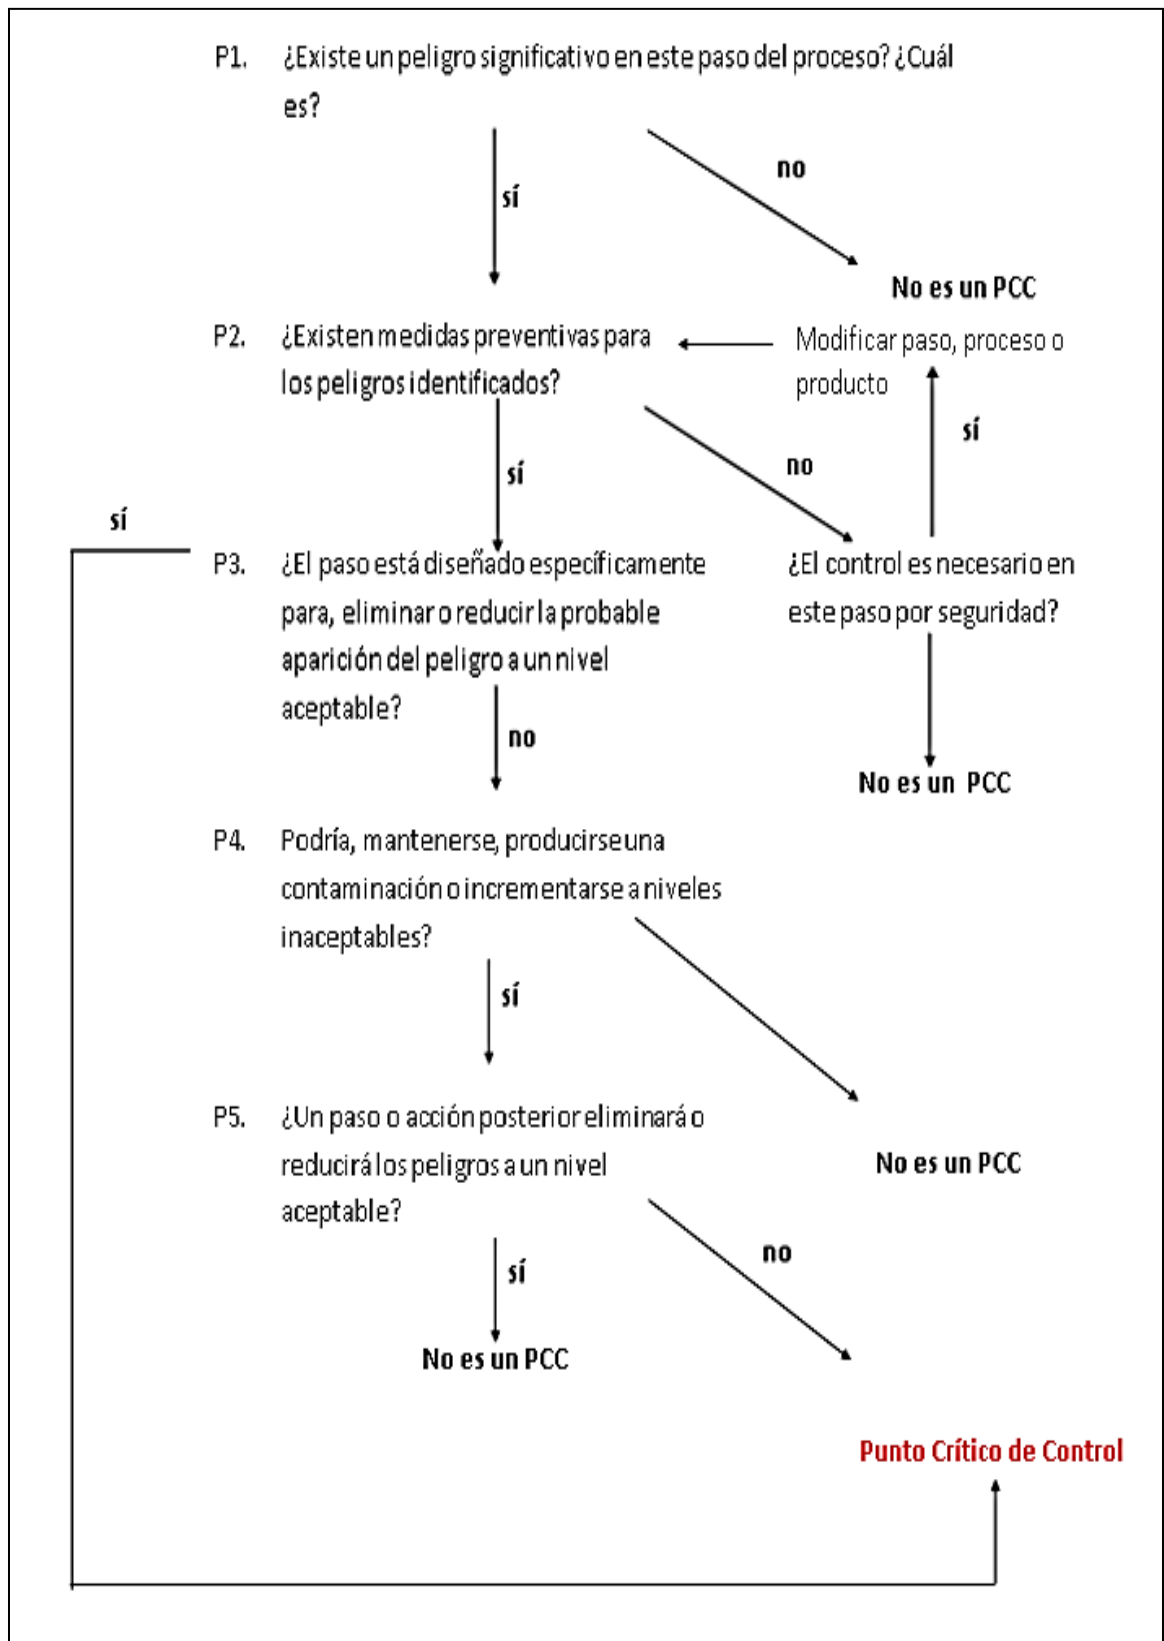 P1. ¿Existe un peligro significativo en este paso del proceso? ¿Cuál
es?
no
sí
No es un PCC
P2. ¿Existen medidas preventivas para
los peligros identificados?
Modificar paso, proceso o
producto
sí
no
sí
sí
P3. ¿El paso está diseñado específicamente
para, eliminar o reducir la probable
aparición del peligro a un nivel
aceptable?
¿El control es necesario en
este paso por seguridad?
no
No es un PCC
P4. Podría, mantenerse, producirse una
contaminación o incrementarse a niveles
inaceptables?
sí
No es un PCC
P5. ¿Un paso o acción posterior eliminará o
reducirá los peligros a un nivel
aceptable?
no
sí
No es un PCC
Punto Crítico de Control